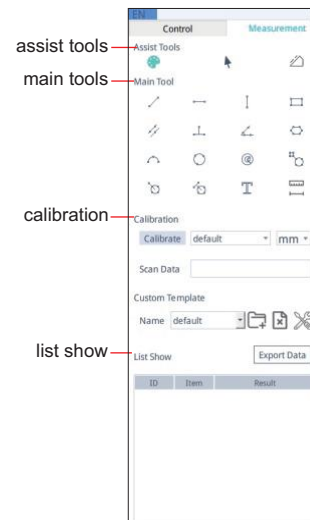 EN
Control Measurement
assist tools Assist Tools
main tools Main Tool
T
calibration Calibration
Calibrate default mm
Scan Data
Custom Template
Name default
list show List Show Export Data
ID Item Result